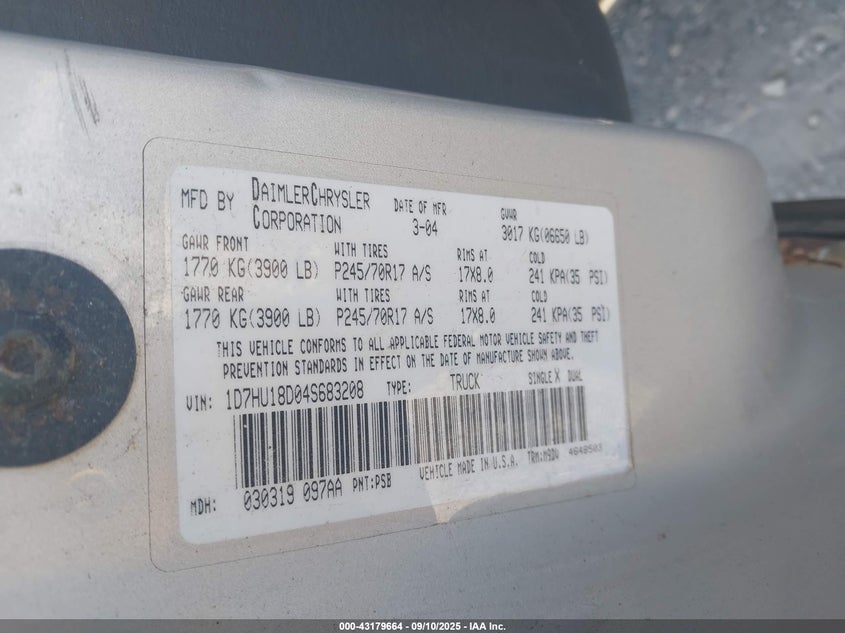 MFD BY DAIMLERCHRYSLER CORPORATION DATE OF MFR 3-04 GVWR 3017 KG(06650 LB)
GAWR FRONT WITH TIRES RIMS AT COLD
1770 KG(3900 LB) P245/70R17 A/S 17X8.0 241 KPA(35 PSI)
GAWR REAR WITH TIRES RIMS AT COLD
1770 KG(3900 LB) P245/70R17 A/S 17X8.0 241 KPA(35 PSI)
THIS VEHICLE CONFORMS TO ALL APPLICABLE FEDERAL MOTOR VEHICLE SAFETY AND THEFT
PREVENTION STANDARDS IN EFFECT ON THE DATE OF MANUFACTURE SHOWN ABOVE.
VIN: 1D7HU18D04S683208 TYPE: TRUCK SINGLE X DUAL
MDH: 030319 097AA PNT:PSB VEHICLE MADE IN U.S.A. TRM:M9DV 4648503
000-43179664 - 09/10/2025 - IAA Inc.